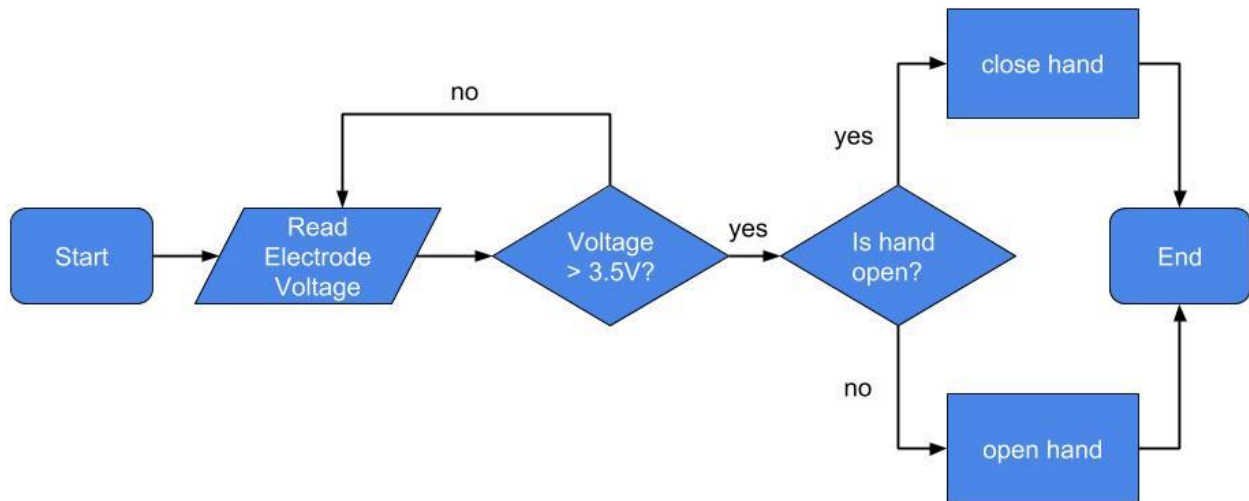 close hand
no
yes
Start
Read
Electrode
Voltage
Voltage
> 3.5V?
yes
Is hand
open?
End
no
open hand